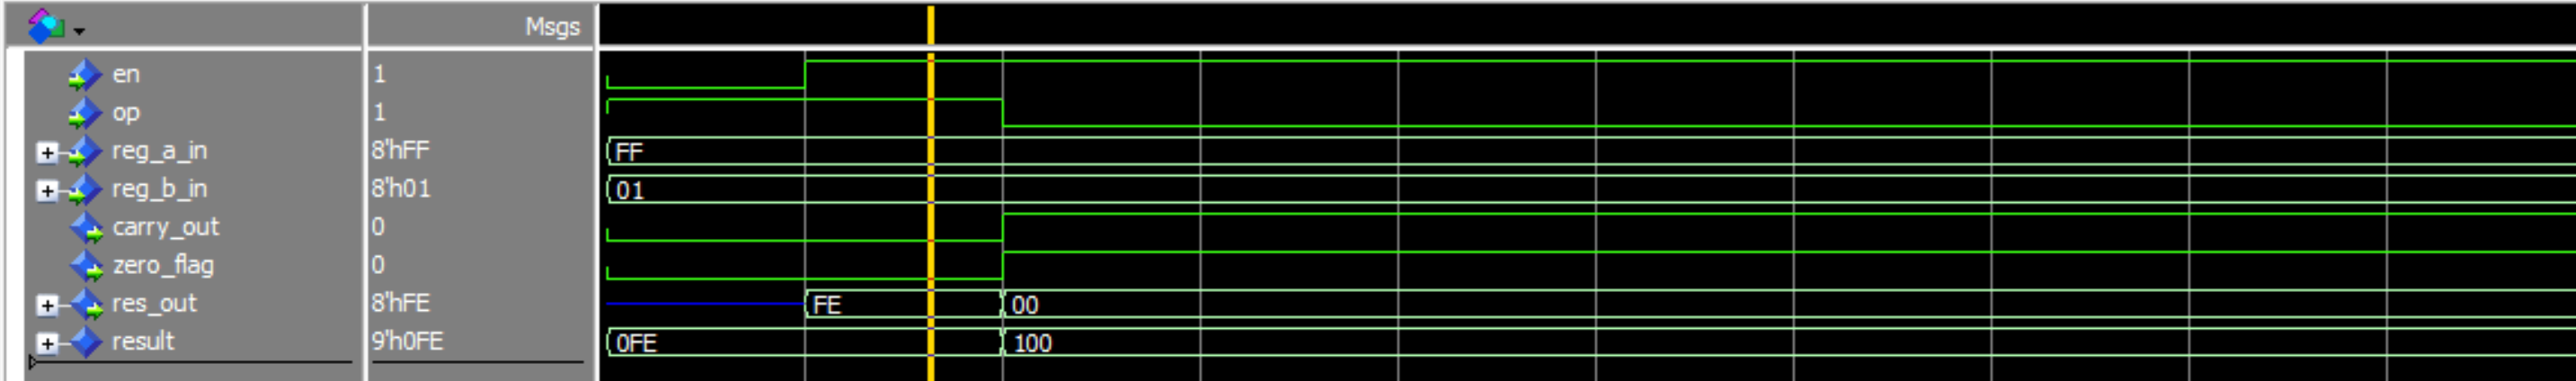 Msgs
en 1
op 1
reg_a_in 8'hFF FF
reg_b_in 8'h01 01
carry_out 0
zero_flag 0
res_out 8'hFE FE 00
result 9'h0FE 0FE 100